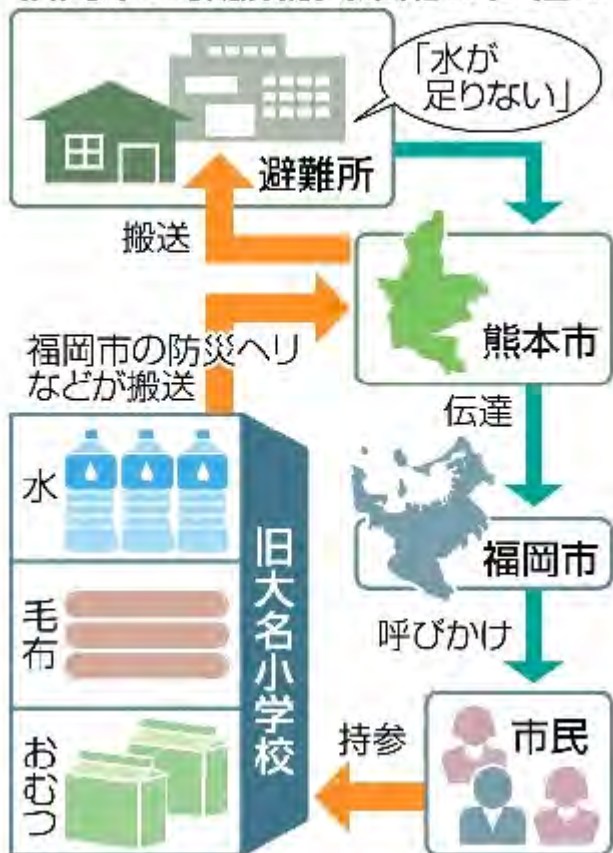 「水が
足りない」
避難所
搬送
熊本市
福岡市の防災ヘリ
などが搬送
伝達
水
福岡市
毛布
旧大名小学校
呼びかけ
おむつ
持参
市民